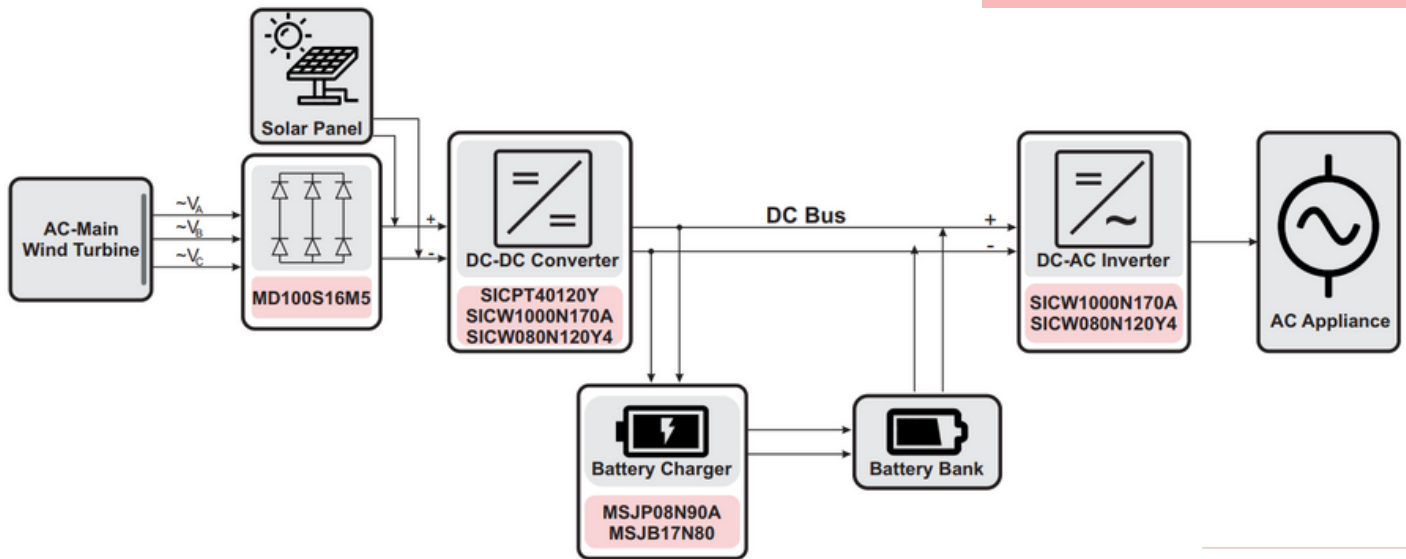 Solar Panel
AC-Main
Wind Turbine
~VA
~VB
~VC
MD100S16M5
+
-
DC-DC Converter
SICPT40120Y
SICW1000N170A
SICW080N120Y4
DC Bus
+
-
DC-AC Inverter
SICW1000N170A
SICW080N120Y4
AC Appliance
Battery Charger
MSJP08N90A
MSJB17N80
Battery Bank